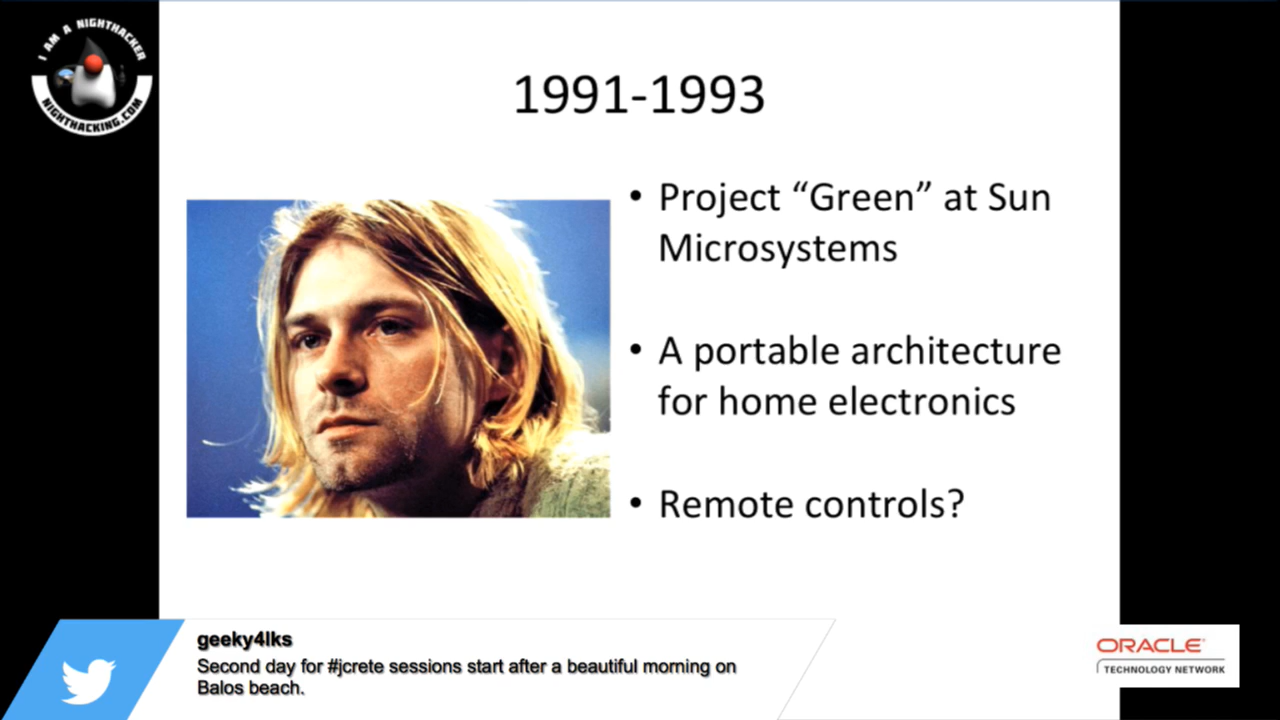 I AM A NIGHTHACKER
NIGHTHACKING.COM
1991-1993
• Project “Green” at Sun
Microsystems
• A portable architecture
for home electronics
• Remote controls?
geeky4lks
Second day for #jcrete sessions start after a beautiful morning on
Balos beach.
ORACLE
TECHNOLOGY NETWORK